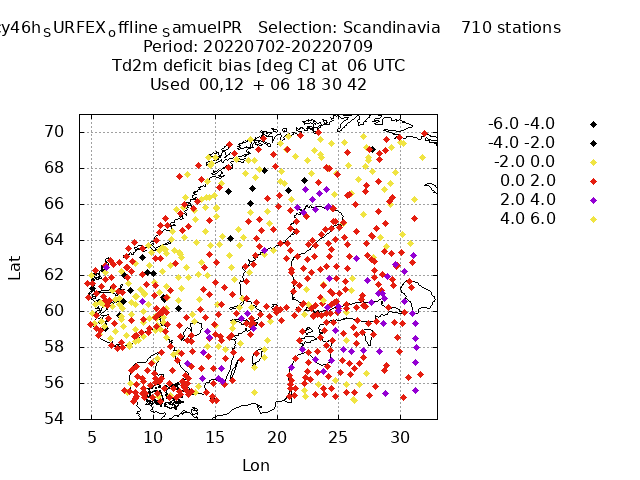 cy46hSURFEXoffline SamuelPR Selection: Scandinavia 710 stations
Period: 20220702-20220709
Td2m deficit bias [deg C] at 06 UTC
Used 00,12 + 06 18 30 42
-6.0 -4.0
-4.0 -2.0
-2.0 0.0
0.0 2.0
2.0 4.0
4.0 6.0
70
68
66
64
62
60
58
56
54
Lat
5 10 15 20 25 30
Lon